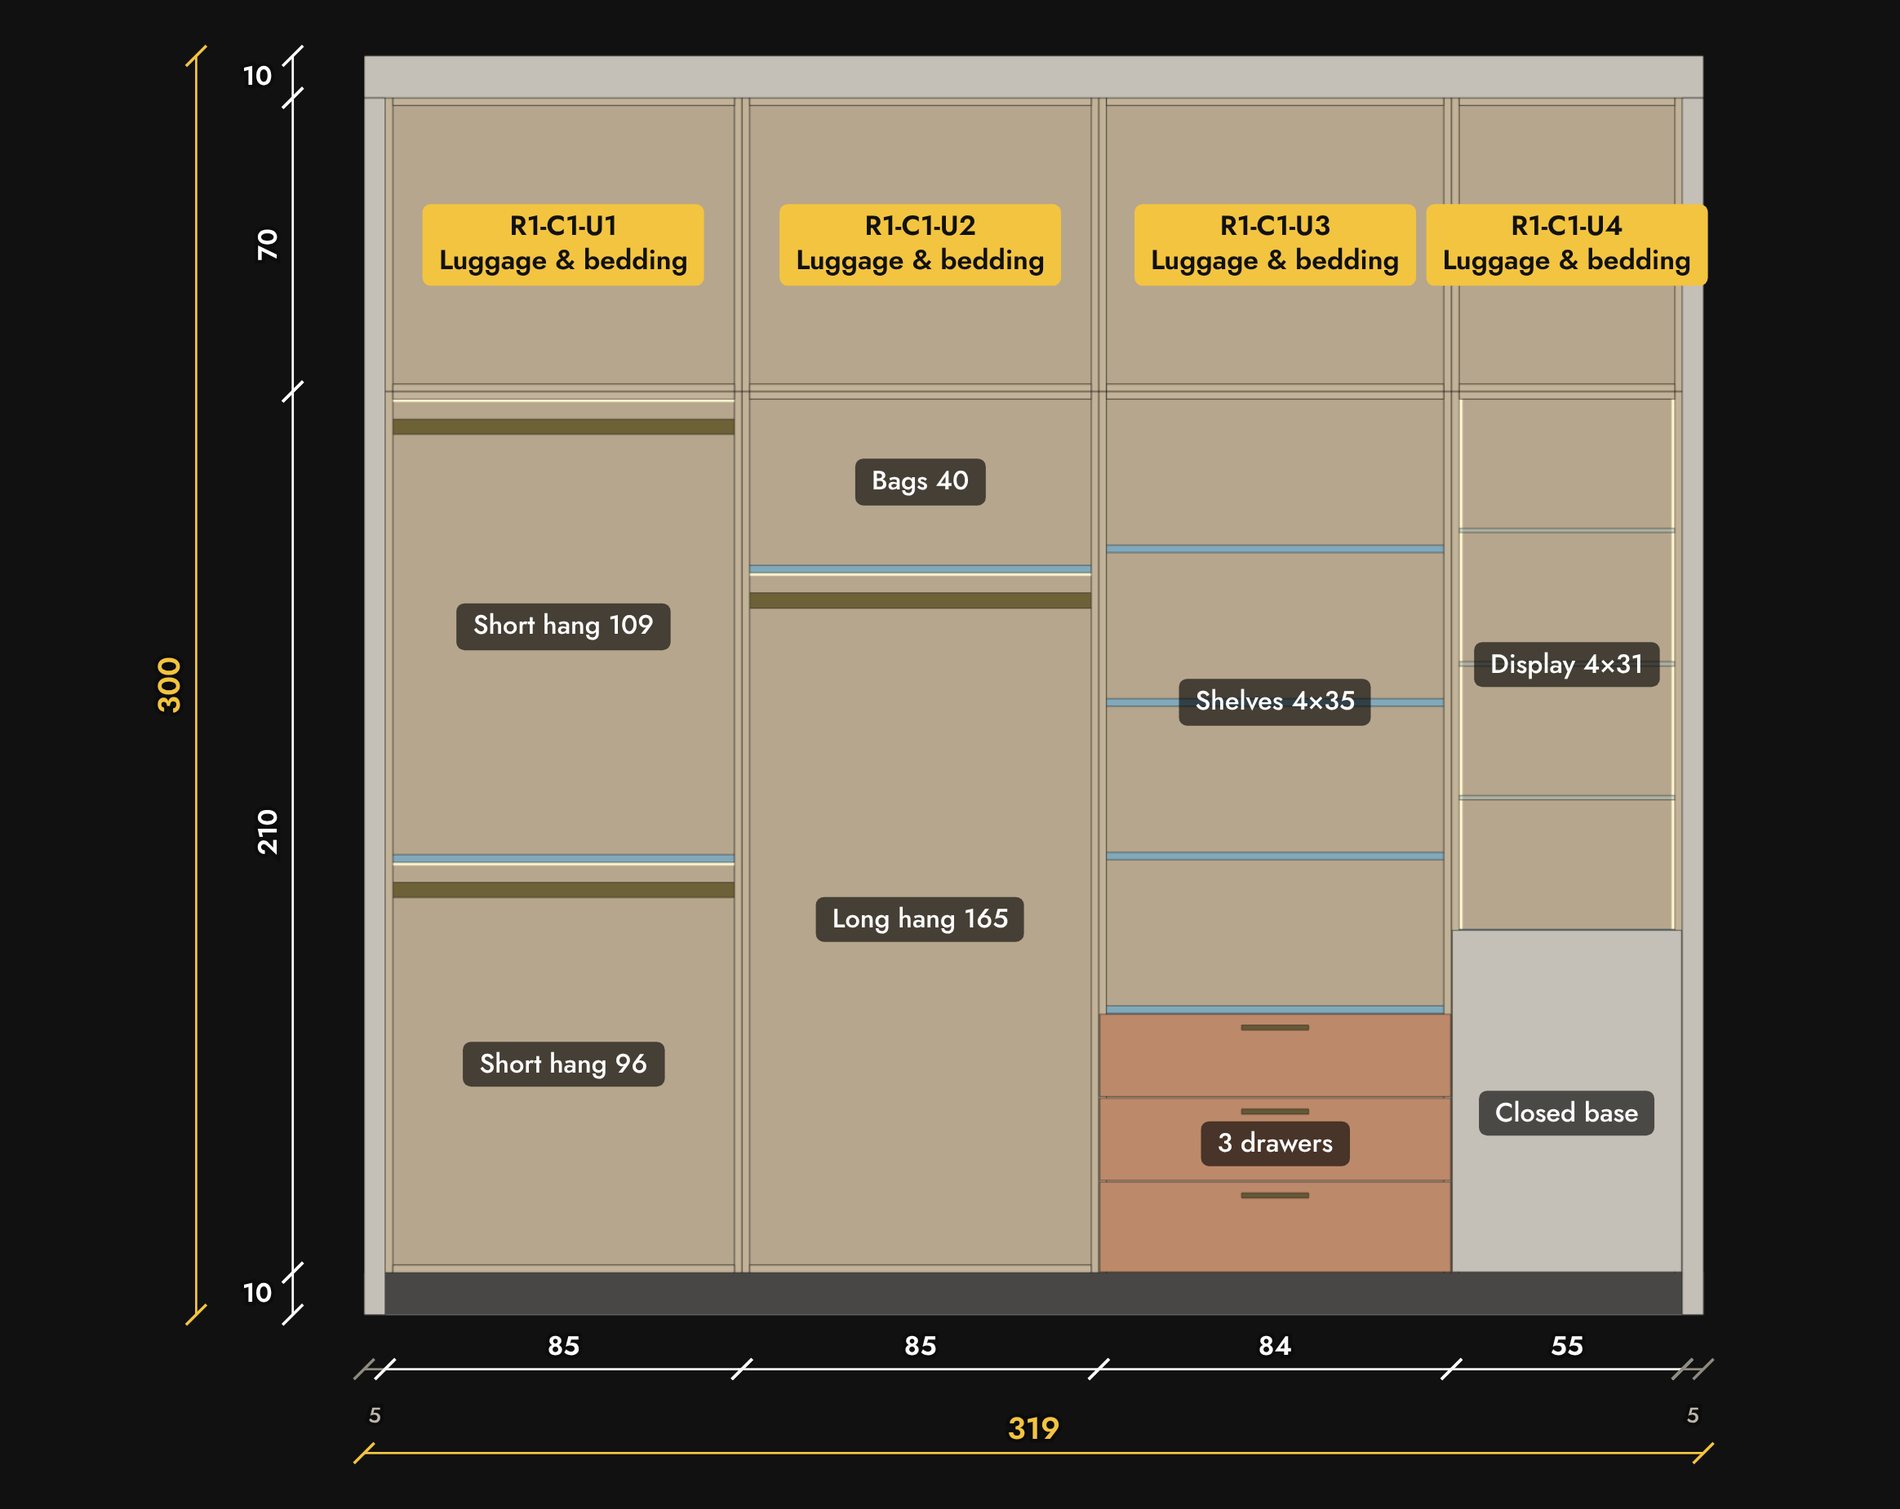 10
R1-C1-U1
Luggage & bedding
R1-C1-U2
Luggage & bedding
R1-C1-U3
Luggage & bedding
R1-C1-U4
Luggage & bedding
70
Bags 40
Short hang 109
Display 4×31
300
Shelves 4×35
210
Long hang 165
Short hang 96
Closed base
3 drawers
10
85
85
84
55
5
319
5